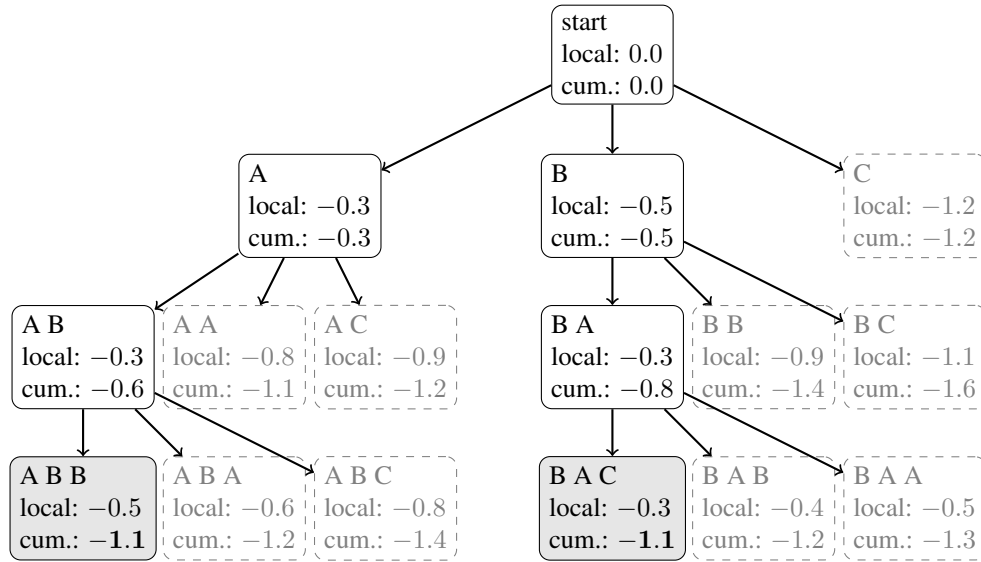 start
local: 0.0
cum.: 0.0
A
local: −0.3
cum.: −0.3
B
local: −0.5
cum.: −0.5
C
local: −1.2
cum.: −1.2
A B
local: −0.3
cum.: −0.6
A A
local: −0.8
cum.: −1.1
A C
local: −0.9
cum.: −1.2
B A
local: −0.3
cum.: −0.8
B B
local: −0.9
cum.: −1.4
B C
local: −1.1
cum.: −1.6
A B B
local: −0.5
cum.: −1.1
A B A
local: −0.6
cum.: −1.2
A B C
local: −0.8
cum.: −1.4
B A C
local: −0.3
cum.: −1.1
B A B
local: −0.4
cum.: −1.2
B A A
local: −0.5
cum.: −1.3